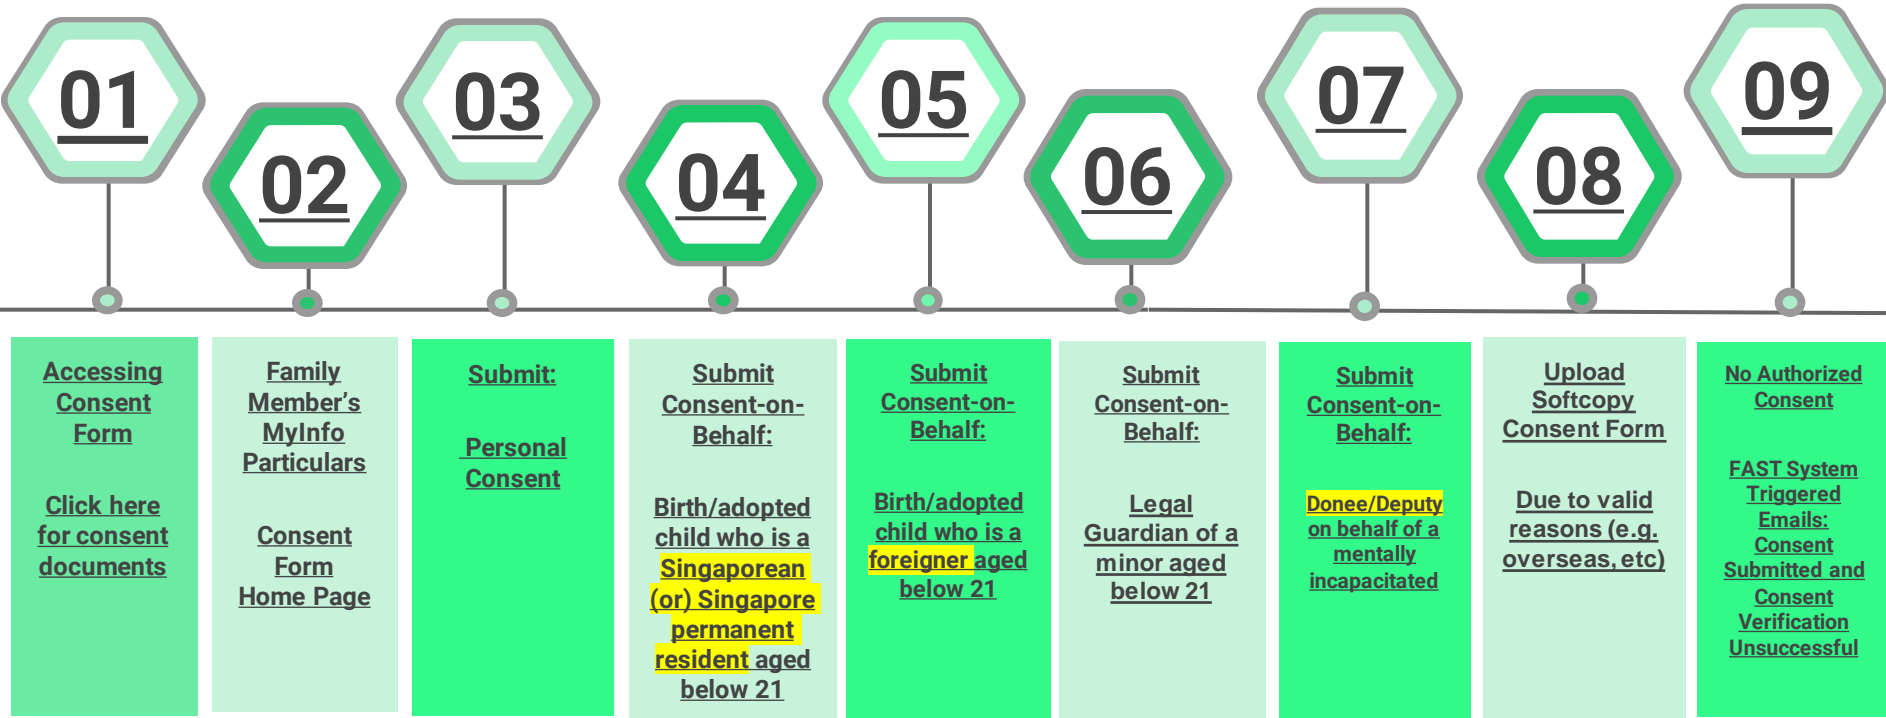 01
02
03
04
05
06
07
08
09
Accessing
Consent
Form
Click here
for consent
documents
Family
Member’s
MyInfo
Particulars
Consent
Form
Home Page
Submit:
Personal
Consent
Submit
Consent-on-
Behalf:
Birth/adopted
child who is a
Singaporean
(or) Singapore
permanent
resident aged
below 21
Submit
Consent-on-
Behalf:
Birth/adopted
child who is a
foreigner aged
below 21
Submit
Consent-on-
Behalf:
Legal
Guardian of a
minor aged
below 21
Submit
Consent-on-
Behalf:
Donee/Deputy
on behalf of a
mentally
incapacitated
Upload
Softcopy
Consent Form
Due to valid
reasons (e.g.
overseas, etc)
No Authorized
Consent
FAST System
Triggered
Emails:
Consent
Submitted and
Consent
Verification
Unsuccessful